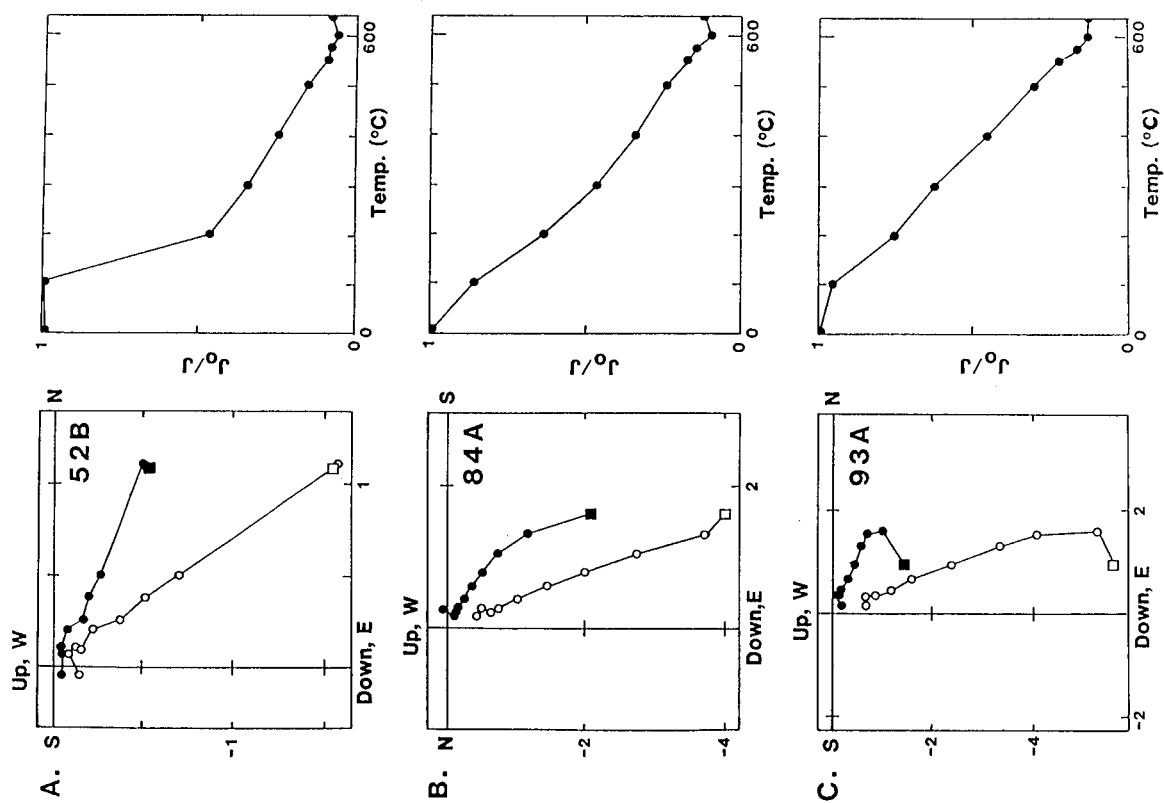 A.
Up, W
S
N
52B
-1
1
Down, E
1
J₀/J
0
0
600
Temp. (°C)
B.
Up, W
N
S
84A
-2
-4
2
Down,E
1
J₀/J
0
0
600
Temp. (°C)
C.
Up, W
S
N
93A
-2
-4
-2
2
2
Down, E
1
J₀/J
0
0
600
Temp. (°C)